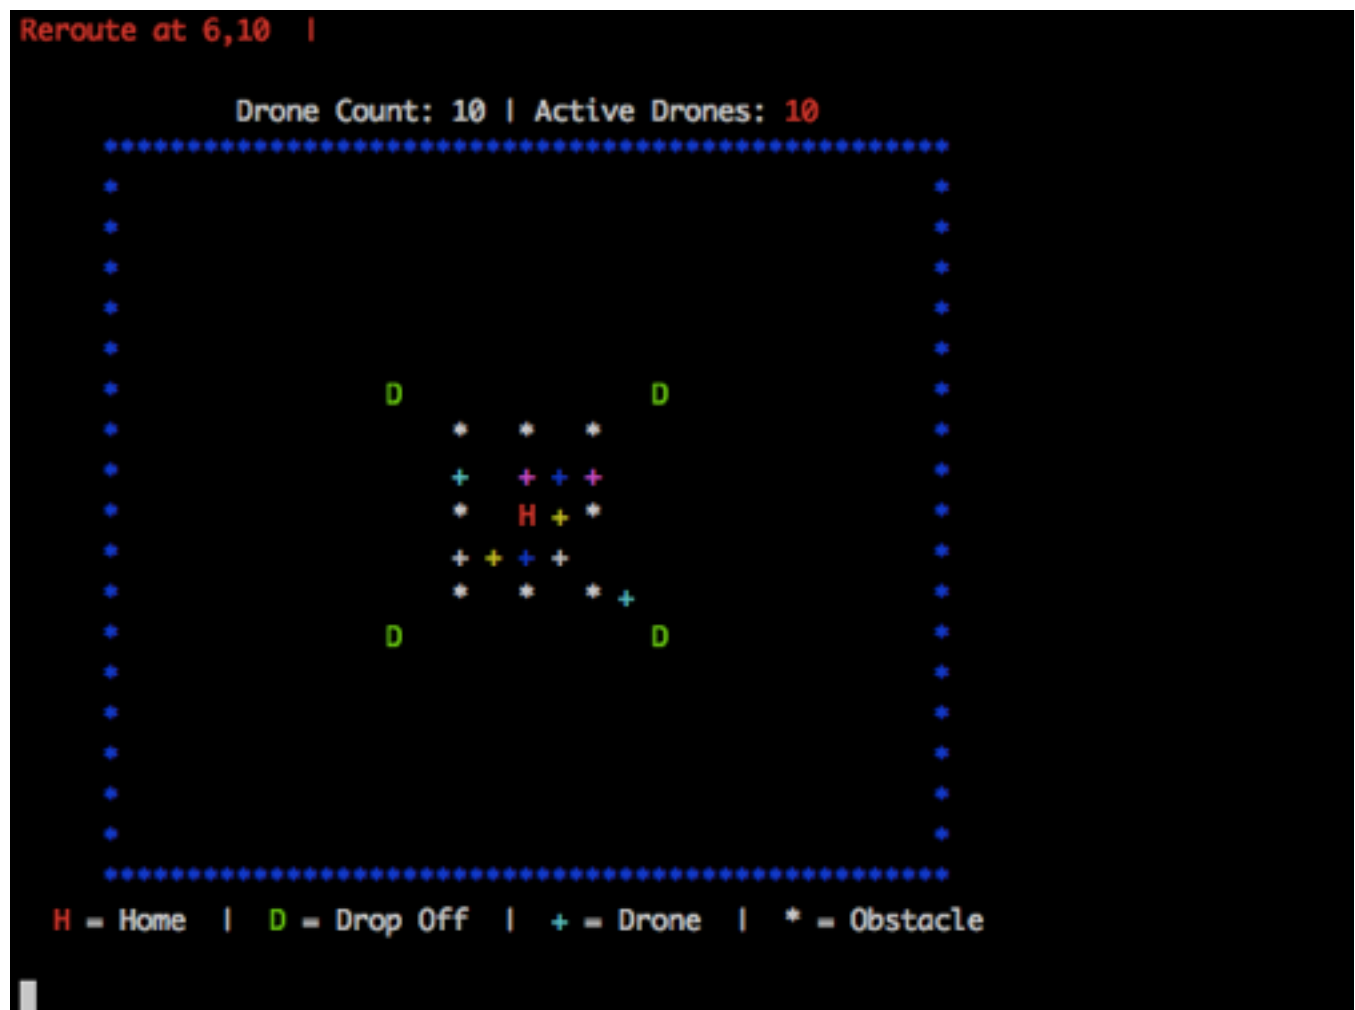 Reroute at 6,10  |
Drone Count: 10 | Active Drones: 10
***************************************************
*                                                 *
*                                                 *
*                                                 *
*                                                 *
*                                                 *
*                D               D                *
*                    *   *   *                    *
*                    +   + + +                    *
*                    *   H + *                    *
*                    + + + +                      *
*                    *   *   * +                  *
*                D               D                *
*                                                 *
*                                                 *
*                                                 *
*                                                 *
*                                                 *
***************************************************
H = Home  |  D = Drop Off  |  + = Drone  |  * = Obstacle